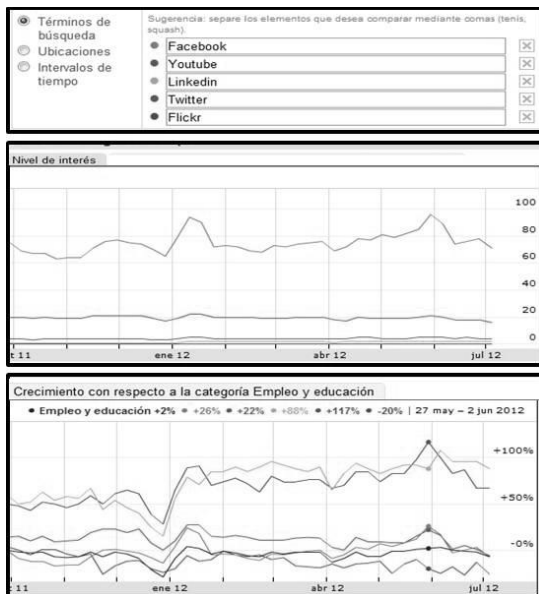 Términos de búsqueda
Ubicaciones
Intervalos de tiempo
Sugerencia: separe los elementos que desea comparar mediante comas (tenis, squash).
Facebook
Youtube
Linkedin
Twitter
Flickr
Nivel de interés
100
80
60
40
20
0
t 11
ene 12
abr 12
jul 12
Crecimiento con respecto a la categoría Empleo y educación
Empleo y educación +2% +26% +22% +88% +117% -20% | 27 may – 2 jun 2012
+100%
+50%
-0%
11
ene 12
abr 12
jul 12